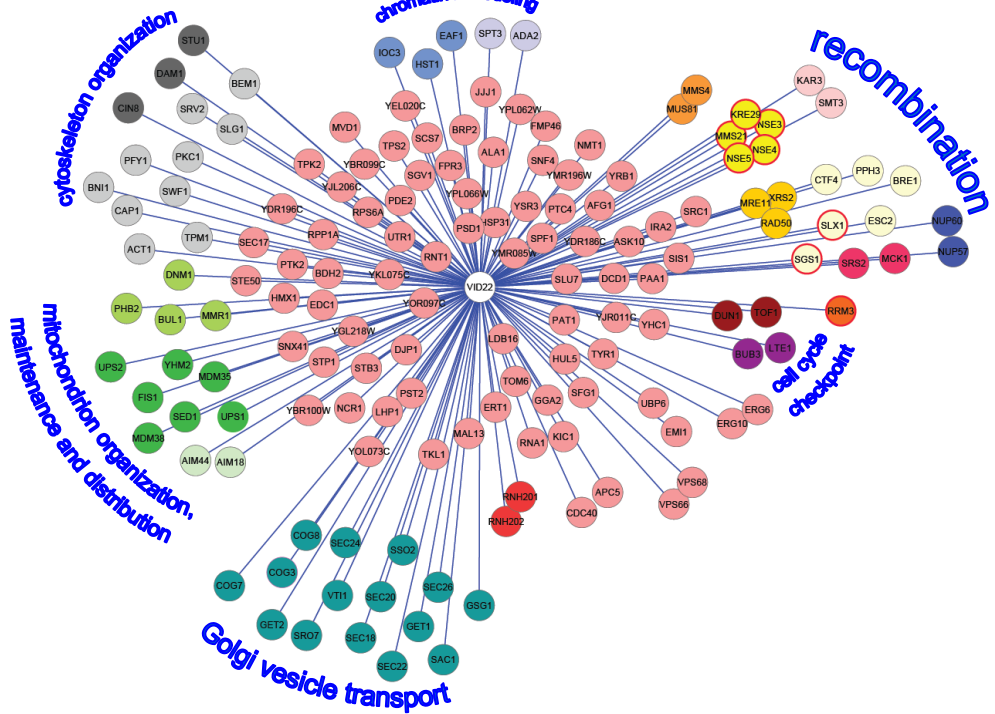 cytoskeleton organization
recombination
STU1
EAF1
SPT3
ADA2
IOC3
HST1
DAM1
BEM1
KAR3
SMT3
CIN8
SRV2
SLG1
YEL020C
JJJ1
YPL062W
MMS4
MUS81
KRE29
NSE3
MMS21
NSE4
NSE5
MVD1
SCS7
BRP2
FMP46
TPS2
ALA1
NMT1
PFY1
PKC1
TPK2
YBR099C
FPR3
SNF4
BNI1
SWF1
YJL206C
SGV1
YMR196W
YRB1
CTF4
PPH3
BRE1
CAP1
YDR196C
RPS6A
PDE2
YPL066W
YSR3
PTC4
AFG1
SRC1
MRE11
XRS2
RAD50
SLX1
ESC2
NUP60
ACT1
TPM1
SEC17
RPP1A
UTR1
PSD1
HSP31
SPF1
YDR186C
ASK10
IRA2
RNT1
YMR085W
SIS1
SGS1
SRS2
MCK1
NUP57
DNM1
STE50
PTK2
BDH2
YKL075C
VID22
SLU7
DCD1
PAA1
PHB2
BUL1
MMR1
HMX1
EDC1
YOR097C
PAT1
YJR011C
YHC1
DUN1
TOF1
RRM3
SNX41
YGL218W
DJP1
LDB16
HUL5
TYR1
BUB3
LTE1
cell cycle
checkpoint
UPS2
YHM2
MDM35
STP1
STB3
TOM6
FIS1
SED1
UPS1
YBR100W
NCR1
LHP1
PST2
ERT1
GGA2
SFG1
UBP6
ERG6
ERG10
MDM38
AIM44
AIM18
YOL073C
TKL1
MAL13
RNA1
KIC1
EMI1
mitochondrion organization,
maintenance and distribution
RNH201
RNH202
APC5
CDC40
VPS68
VPS66
COG8
SEC24
SSO2
COG7
COG3
VTI1
SEC20
SEC26
GSG1
GET2
SRO7
SEC18
GET1
SEC22
SAC1
Golgi vesicle transport